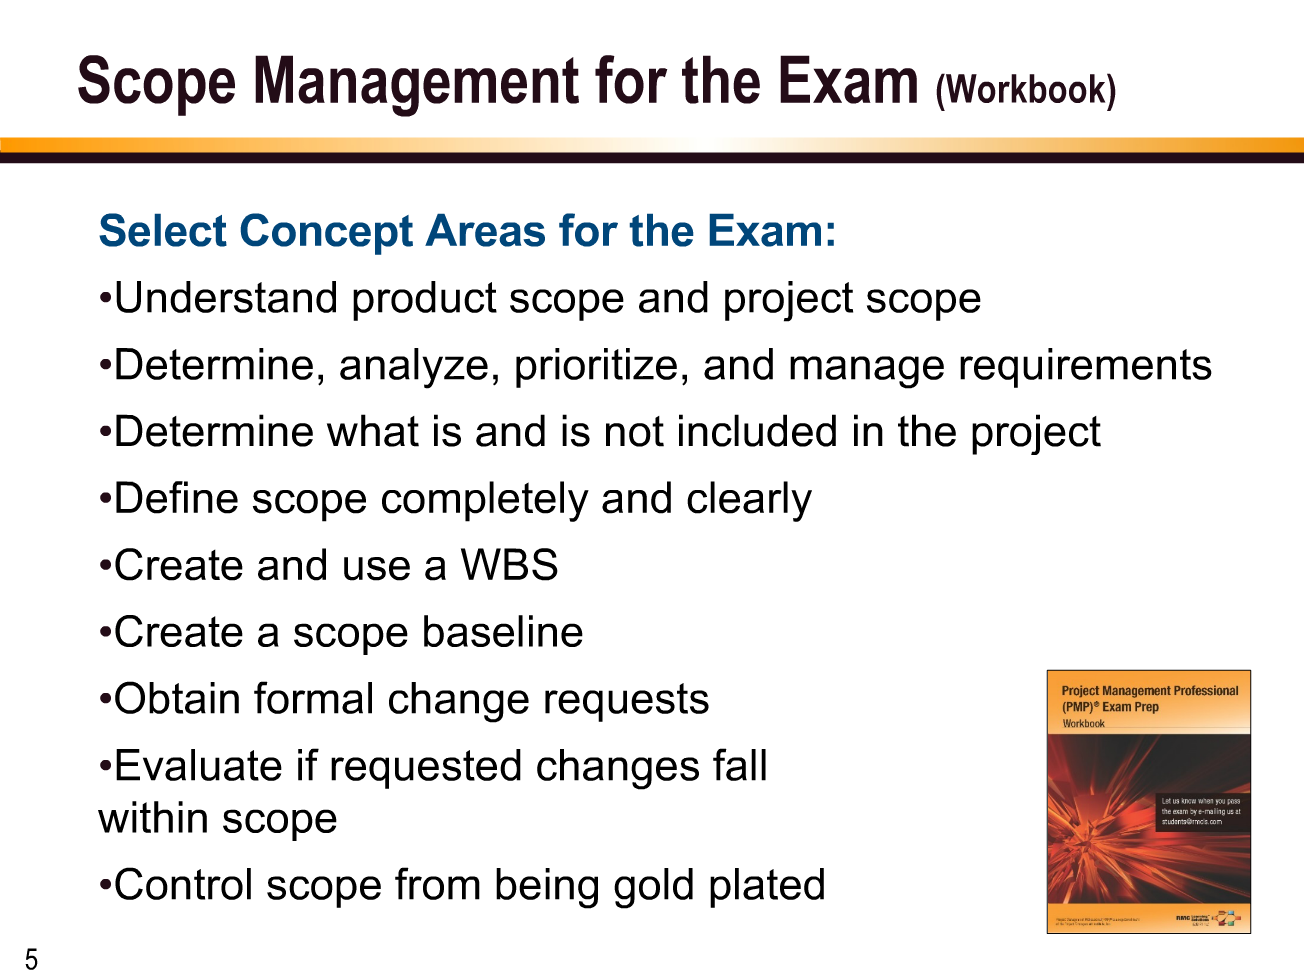 Scope Management for the Exam (Workbook)
Select Concept Areas for the Exam:
•Understand product scope and project scope
•Determine, analyze, prioritize, and manage requirements
•Determine what is and is not included in the project
•Define scope completely and clearly
•Create and use a WBS
•Create a scope baseline
•Obtain formal change requests
•Evaluate if requested changes fall
within scope
•Control scope from being gold plated
Project Management Professional
(PMP)® Exam Prep
Workbook
Let us know when you pass
the exam by e-mailing us at
students@rmcls.com
5